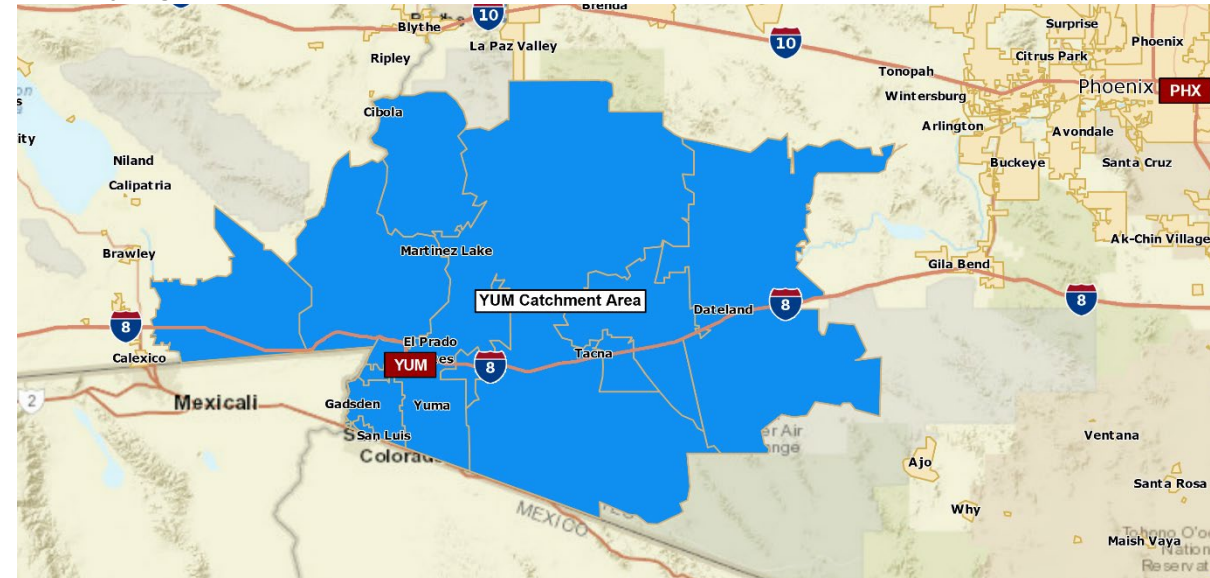 10
Brenda
Blythe
Surprise
La Paz Valley
10
Phoenix
Ripley
Citrus Park
Tonopah
Phoenix
PHX
Wintersburg
Cibola
Arlington
Avondale
Niland
Buckeye
Santa Cruz
Calipatria
Martinez Lake
Ak-Chin Village
Brawley
Gila Bend
YUM Catchment Area
8
8
Dateland
8
El Prado
Calexico
Tacna
YUM
8
2
Mexicali
Gadsden
Yuma
San Luis
Ventana
Ajo
Santa Rosa
Why
MEXICO
Maish Vaya